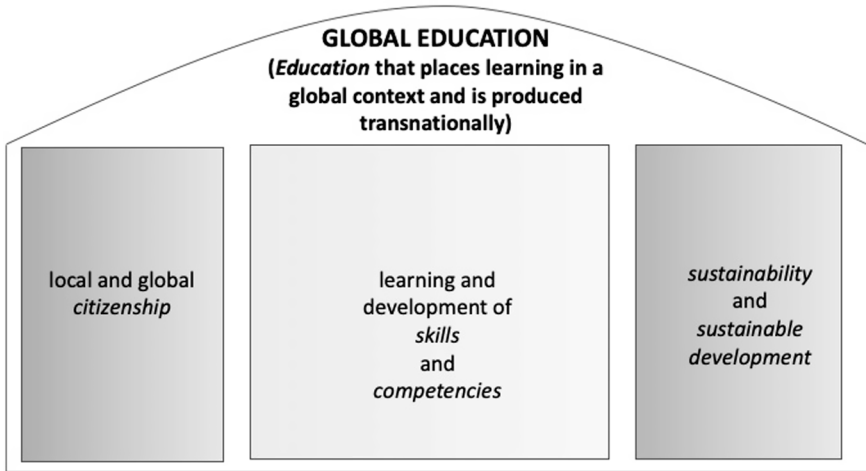 GLOBAL EDUCATION
(Education that places learning in a
global context and is produced
transnationally)
local and global
citizenship
learning and
development of
skills
and
competencies
sustainability
and
sustainable
development